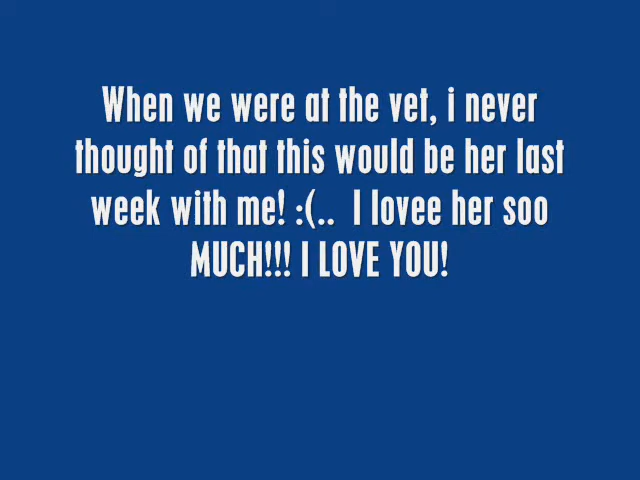 When we were at the vet, i never
thought of that this would be her last
week with me! :(..  I lovee her soo
MUCH!!! I LOVE YOU!